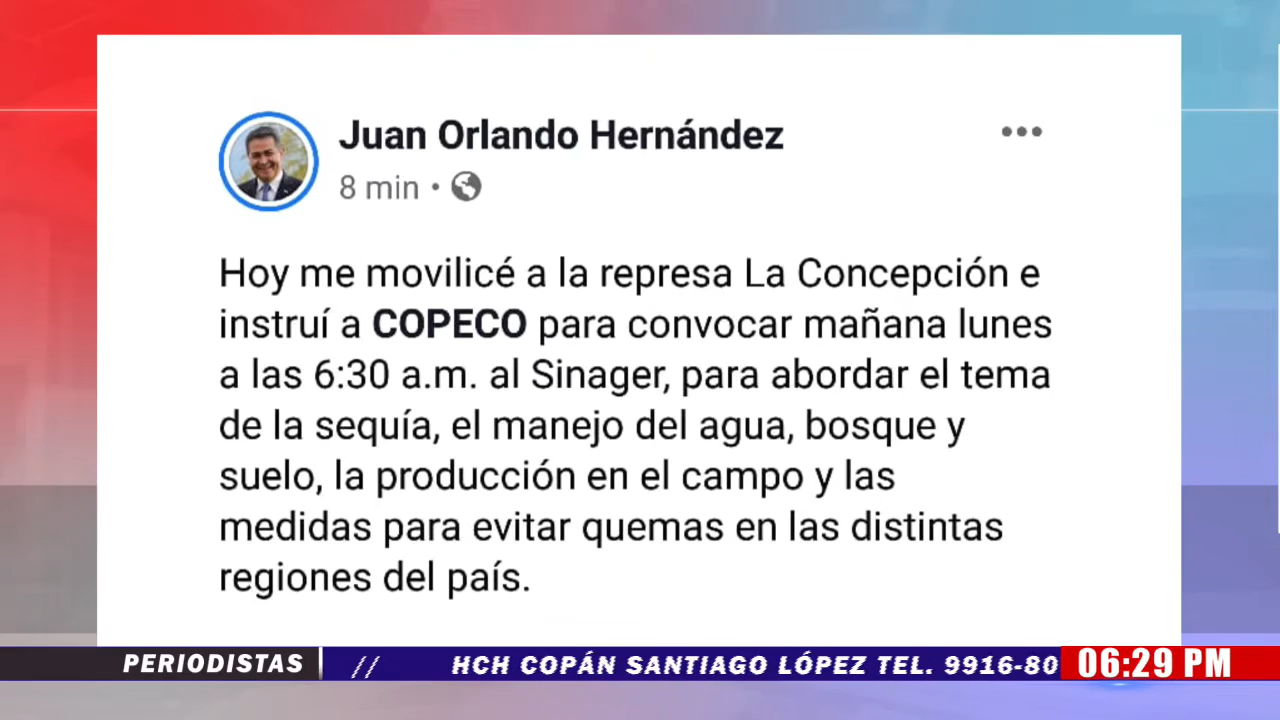 Juan Orlando Hernández
8 min •
Hoy me movilicé a la represa La Concepción e
instruí a COPECO para convocar mañana lunes
a las 6:30 a.m. al Sinager, para abordar el tema
de la sequía, el manejo del agua, bosque y
suelo, la producción en el campo y las
medidas para evitar quemas en las distintas
regiones del país.
PERIODISTAS // HCH COPÁN SANTIAGO LÓPEZ TEL. 9916-80 06:29 PM